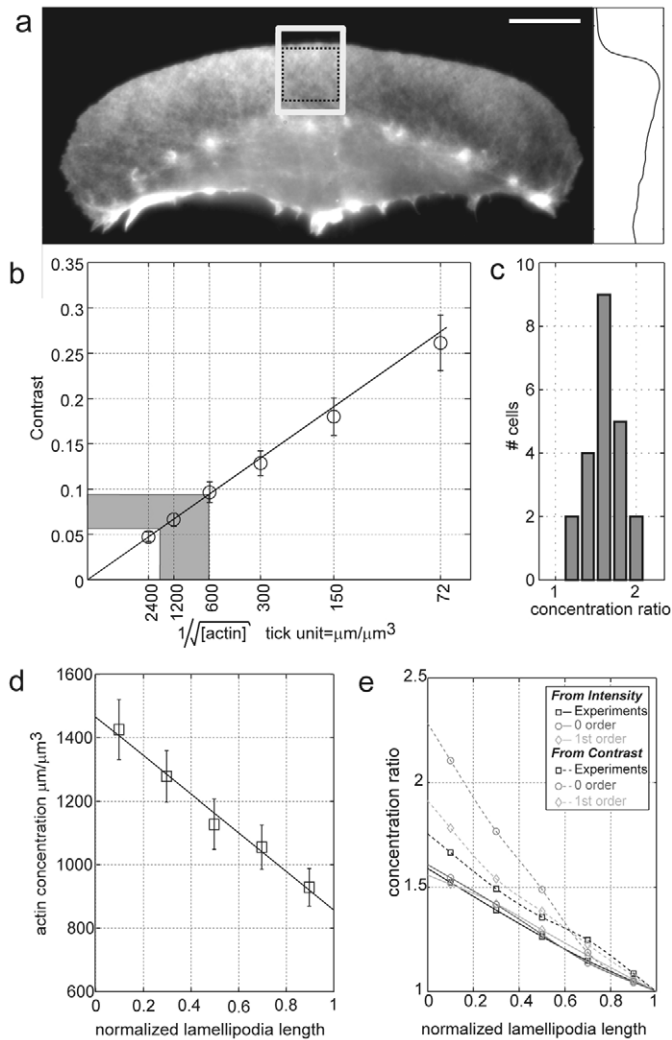 a
b
Contrast
0.35
0.3
0.25
0.2
0.15
0.1
0.05
0
2400
1200
600
300
150
72
1/√[actin] tick unit=μm/μm³
c
# cells
10
8
6
4
2
0
1
2
concentration ratio
d
actin concentration μm/μm³
1600
1400
1200
1000
800
600
0
0.2
0.4
0.6
0.8
1
normalized lamellipodia length
e
concentration ratio
2.5
2
1.5
1
From Intensity
Experiments
0 order
1st order
From Contrast
Experiments
0 order
1st order
0
0.2
0.4
0.6
0.8
1
normalized lamellipodia length